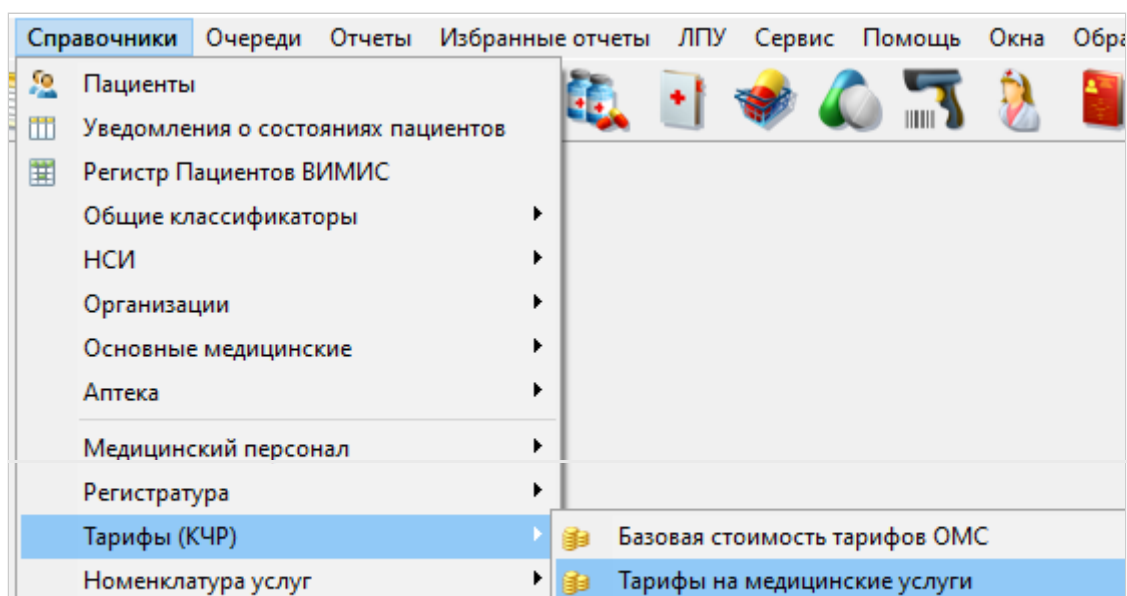 Справочники Очереди Отчеты Избранные отчеты ЛПУ Сервис Помощь Окна Обра
Пациенты
Уведомления о состояниях пациентов
Регистр Пациентов ВИМИС
Общие классификаторы
НСИ
Организации
Основные медицинские
Аптека
Медицинский персонал
Регистратура
Тарифы (КЧР)
Базовая стоимость тарифов ОМС
Номенклатура услуг
Тарифы на медицинские услуги